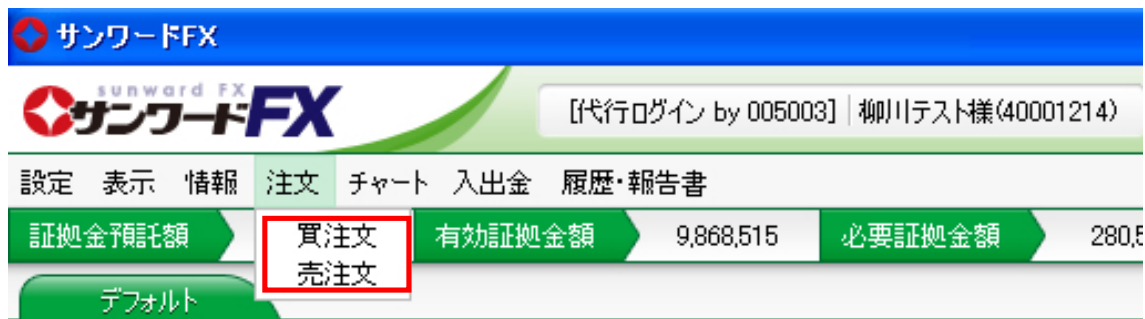 サンワードFX
sunward FX
サンワードFX
[代行ログイン by 005003] 柳川テスト様(40001214)
設定 表示 情報 注文 チャート 入出金 履歴・報告書
証拠金預託額 有効証拠金額 9,868,515 必要証拠金額 280,5
買注文
売注文
デフォルト